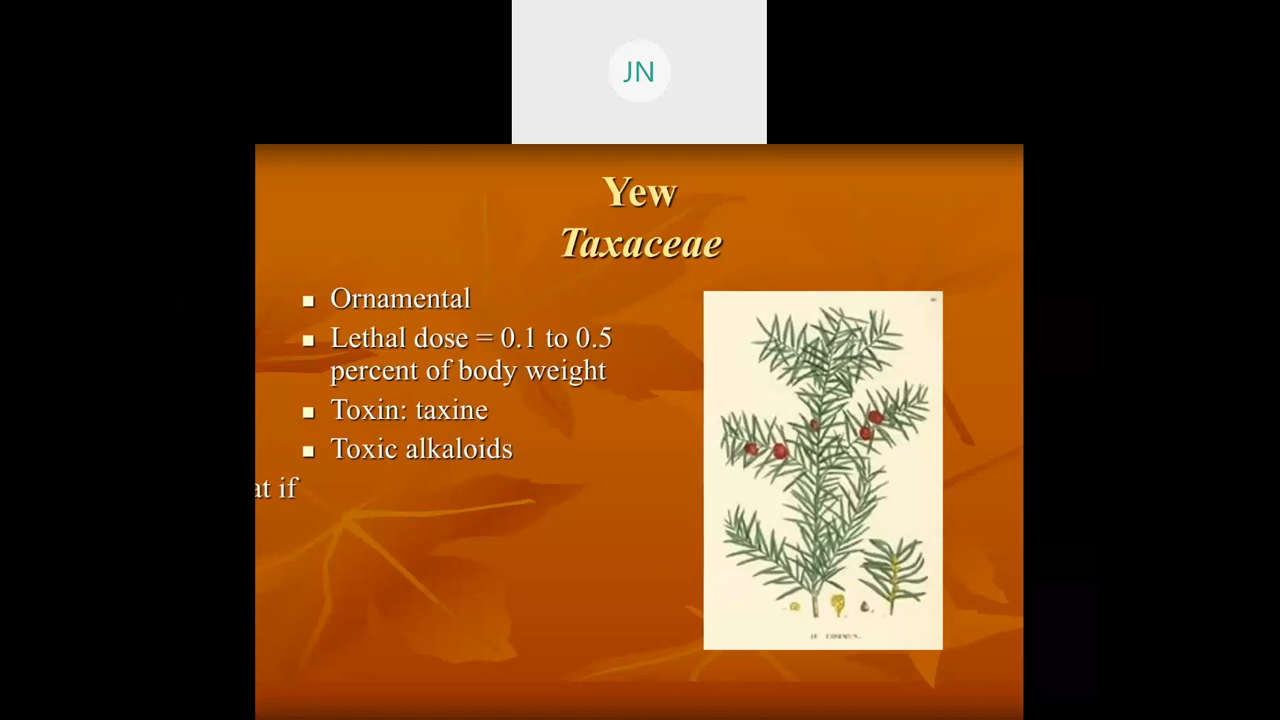 JN
Yew
Taxaceae
Ornamental
Lethal dose = 0.1 to 0.5
percent of body weight
Toxin: taxine
Toxic alkaloids
at if